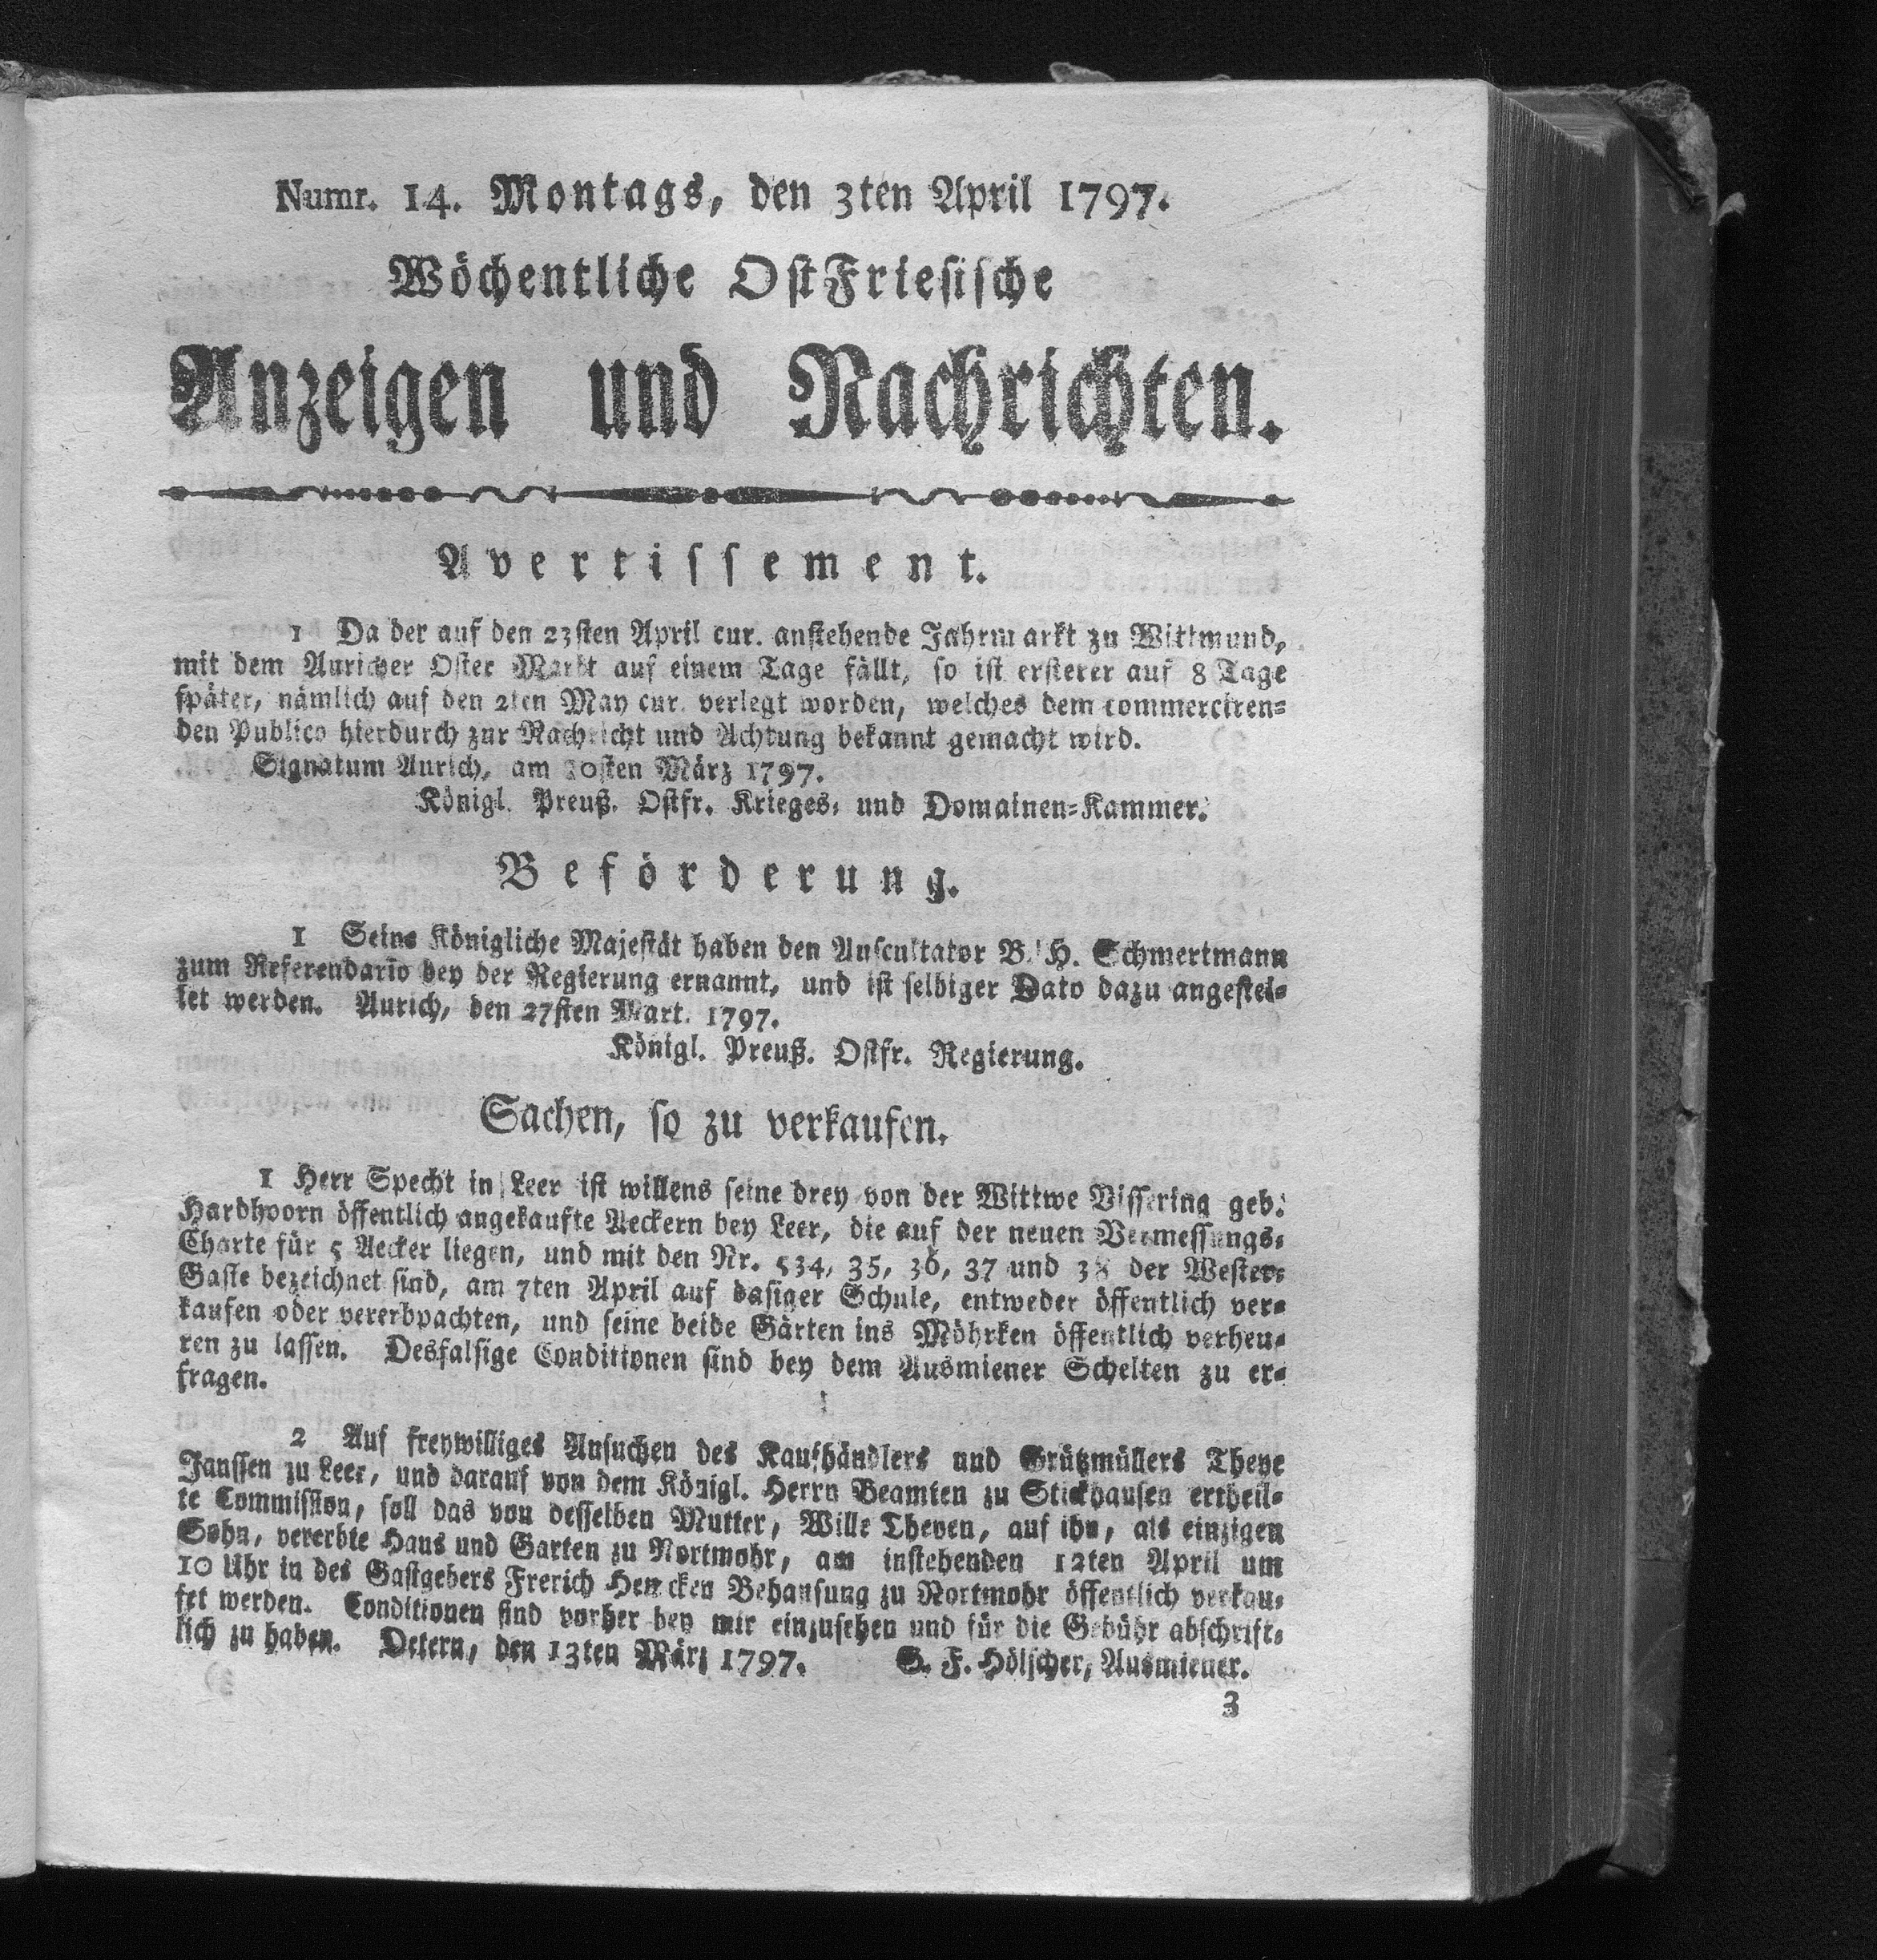 Numr. 14. Montags, den 3ten April 1797.
Wöchentliche OstFriesische
Anzeigen und Nachrichten.
Avertissement.
1 Da der auf den 23sten April cur. anstehende Jahrmarkt zu Wittmund,
mit dem Auricher Oster Markt auf einem Tage fällt, so ist ersterer auf 8 Tage
später, nämlich auf den 2ten May cur. verlegt worden, welches dem commerciren-
den Publico hierdurch zur Nachricht und Achtung bekannt gemacht wird.
Signatum Aurich, am 20sten März 1797.
Königl. Preuß. Ostfr. Krieges- und Domainen-Kammer.
Beförderung.
1 Seine Königliche Majestät haben den Auscultator B. H. Schmertmann
zum Referendario bey der Regierung ernannt, und ist selbiger Dato dazu angestel-
let werden. Aurich, den 27sten Mart. 1797.
Königl. Preuß. Ostfr. Regierung.
Sachen, so zu verkaufen.
1 Herr Specht in Leer ist willens seine drey von der Wittwe Vissering geb.
Hardhoorn öffentlich angekaufte Aeckern bey Leer, die auf der neuen Vermessungs-
Charte für 5 Aecker liegen, und mit den Nr. 534, 35, 36, 37 und 38 der Wester-
Gaste bezeichnet sind, am 7ten April auf dasiger Schule, entweder öffentlich ver-
kaufen oder vererbpachten, und seine beide Gärten ins Möhrken öffentlich verheu-
ren zu lassen. Desfalsige Conditionen sind bey dem Ausmiener Schelten zu er-
fragen.
2 Auf freywilliges Ansuchen des Kaufhändlers und Grützmüllers Theye
Janssen zu Leer, und darauf von dem Königl. Herrn Beamten zu Stickhausen ertheil-
te Commission, soll das von desselben Mutter, Wilke Theyen, auf ihn, als einzigen
Sohn, vererbte Haus und Garten zu Nortmohr, am instehenden 12ten April um
10 Uhr in des Gastgebers Frerich Hencken Behausung zu Nortmohr öffentlich verkau-
fet werden. Conditionen sind vorher bey mir einzusehen und für die Gebühr abschrift-
lich zu haben. Detern, den 13ten März 1797. S. F. Hölscher, Ausmiener.
3